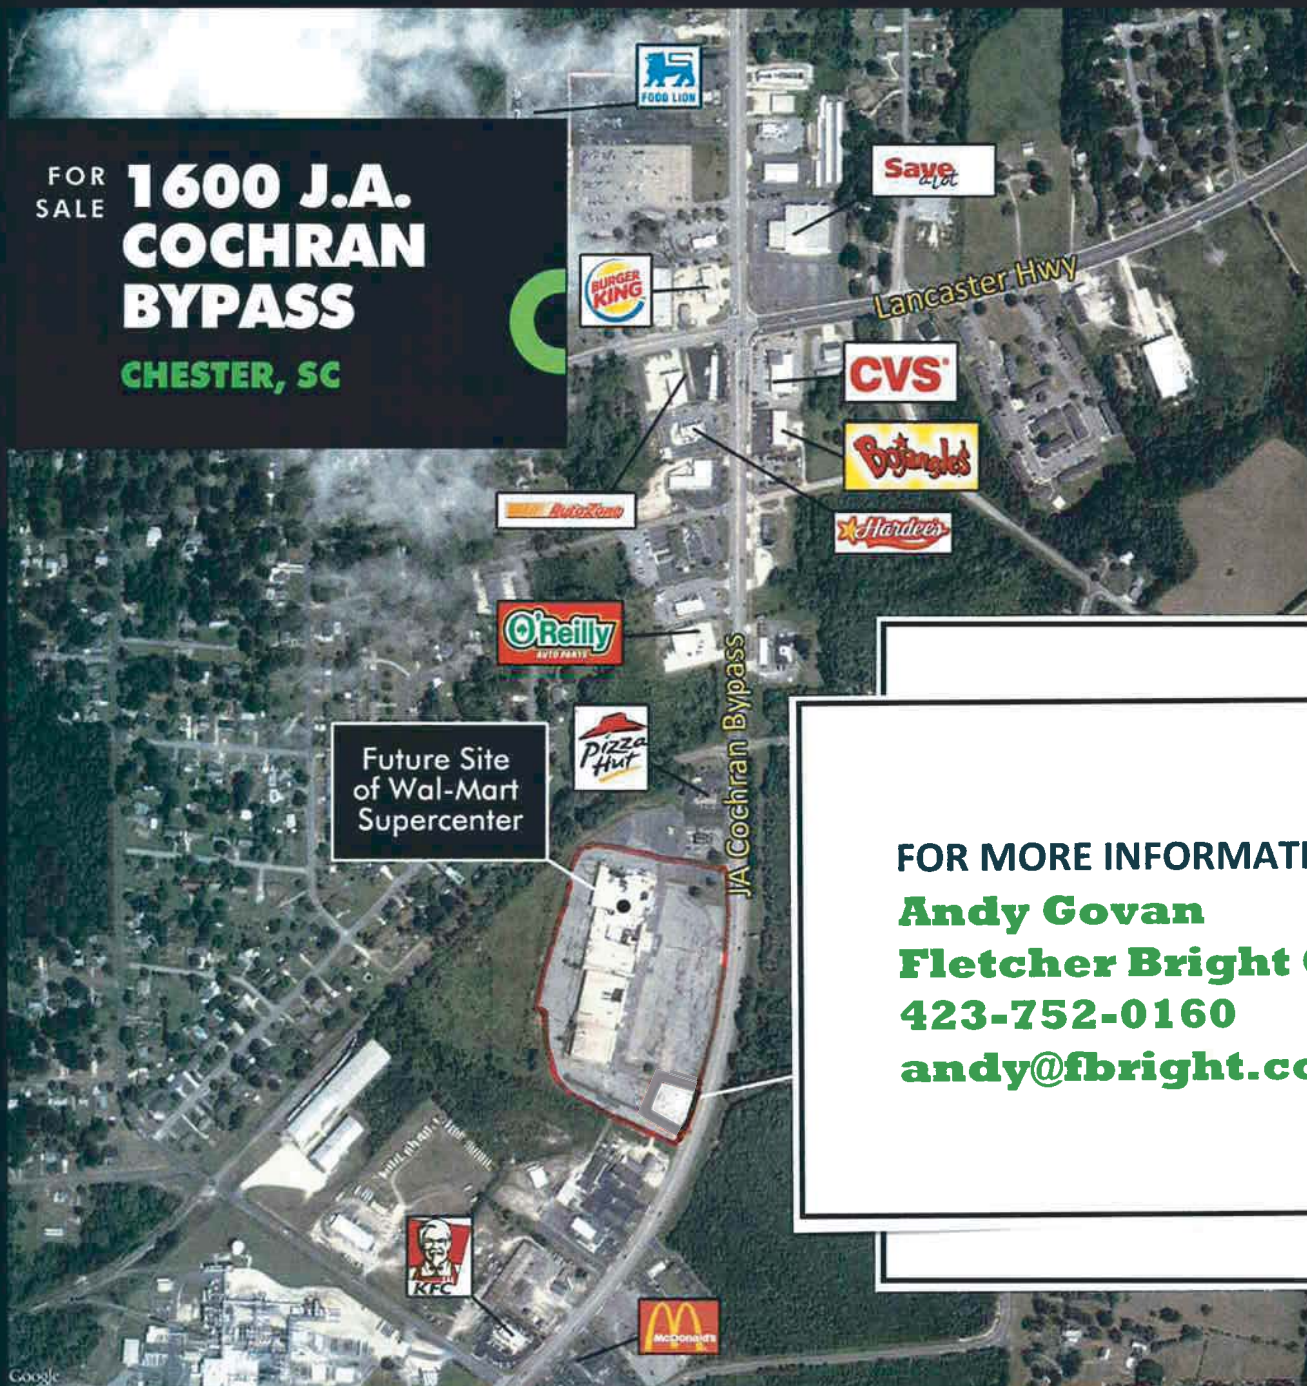 FOOD LION
FOR SALE
1600 J.A.
COCHRAN
BYPASS
CHESTER, SC
Save
a lot
BURGER
KING
Lancaster Hwy
CVS
Bojangles'
AutoZone
Hardee's
O'Reilly
AUTO PARTS
JA Cochran Bypass
Pizza
Hut
Future Site
of Wal-Mart
Supercenter
FOR MORE INFORMATI
Andy Govan
Fletcher Bright
423-752-0160
andy@fbright.co
KFC
McDonald's
Google